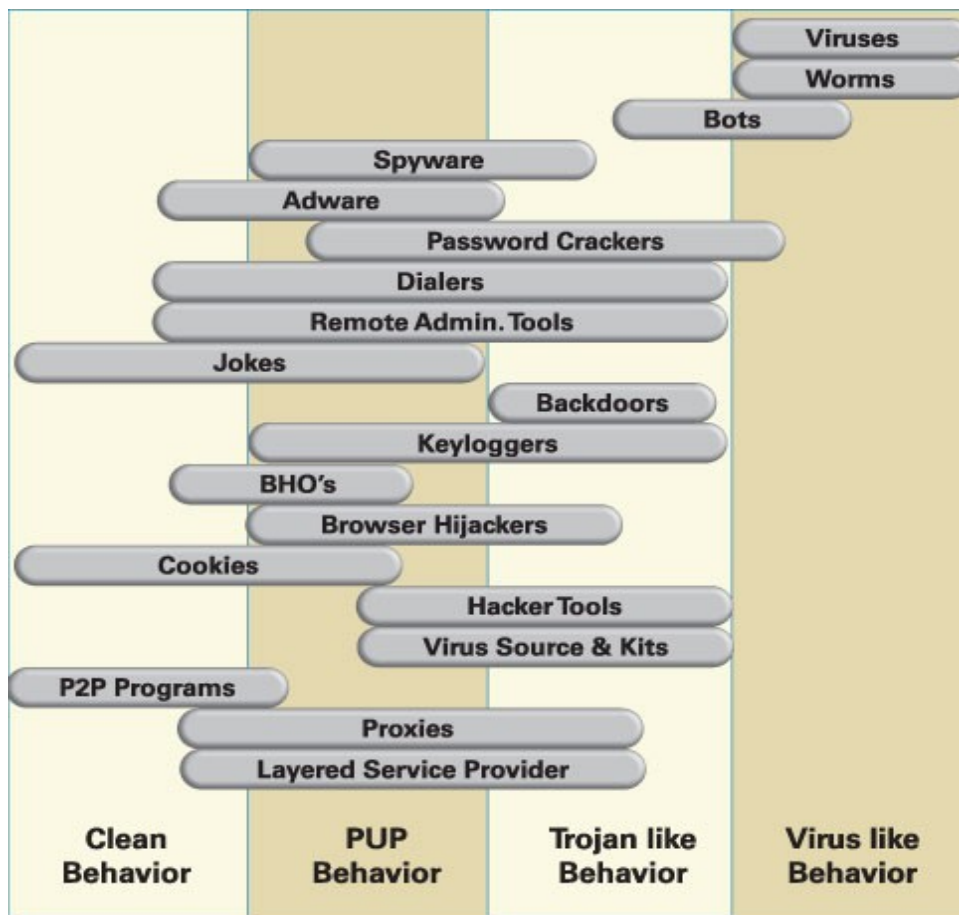 Viruses
Worms
Bots
Spyware
Adware
Password Crackers
Dialers
Remote Admin. Tools
Jokes
Backdoors
Keyloggers
BHO's
Browser Hijackers
Cookies
Hacker Tools
Virus Source & Kits
P2P Programs
Proxies
Layered Service Provider
Clean
Behavior
PUP
Behavior
Trojan like
Behavior
Virus like
Behavior